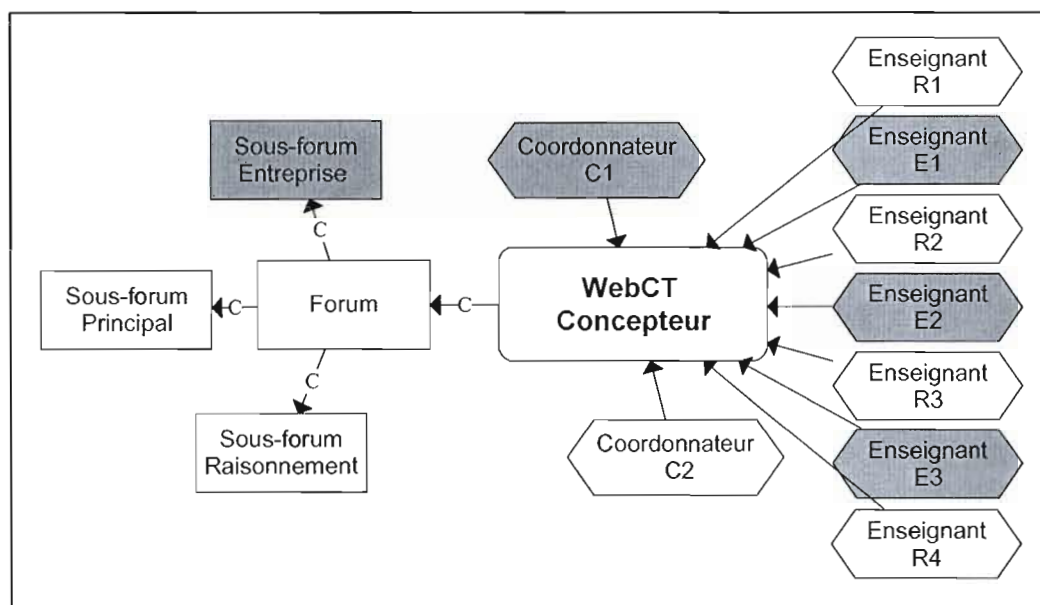 Enseignant
R1
Sous-forum
Entreprise
Coordonnateur
C1
Enseignant
E1
C
Enseignant
R2
Sous-forum
Principal
C
Forum
C
WebCT
Concepteur
Enseignant
E2
C
Enseignant
R3
Sous-forum
Raisonnement
Coordonnateur
C2
Enseignant
E3
Enseignant
R4